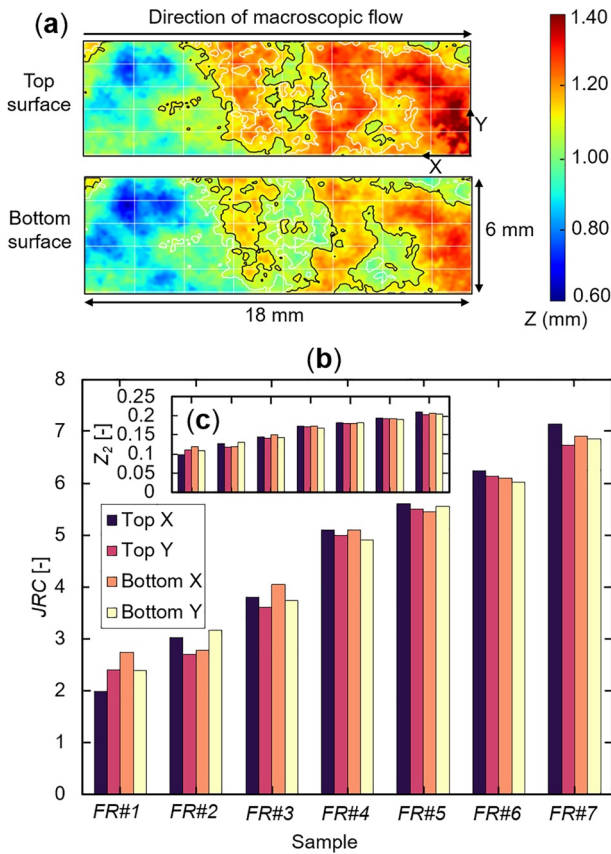 (a)
Direction of macroscopic flow
Top
surface
Y
X
Bottom
surface
6 mm
18 mm
1.40
1.20
1.00
0.80
0.60
Z (mm)
(b)
(c)
Z2 [-]
0.25
0.2
0.15
0.1
0.05
0
JRC [-]
8
7
6
5
4
3
2
1
0
Top X
Top Y
Bottom X
Bottom Y
FR#1 FR#2 FR#3 FR#4 FR#5 FR#6 FR#7
Sample